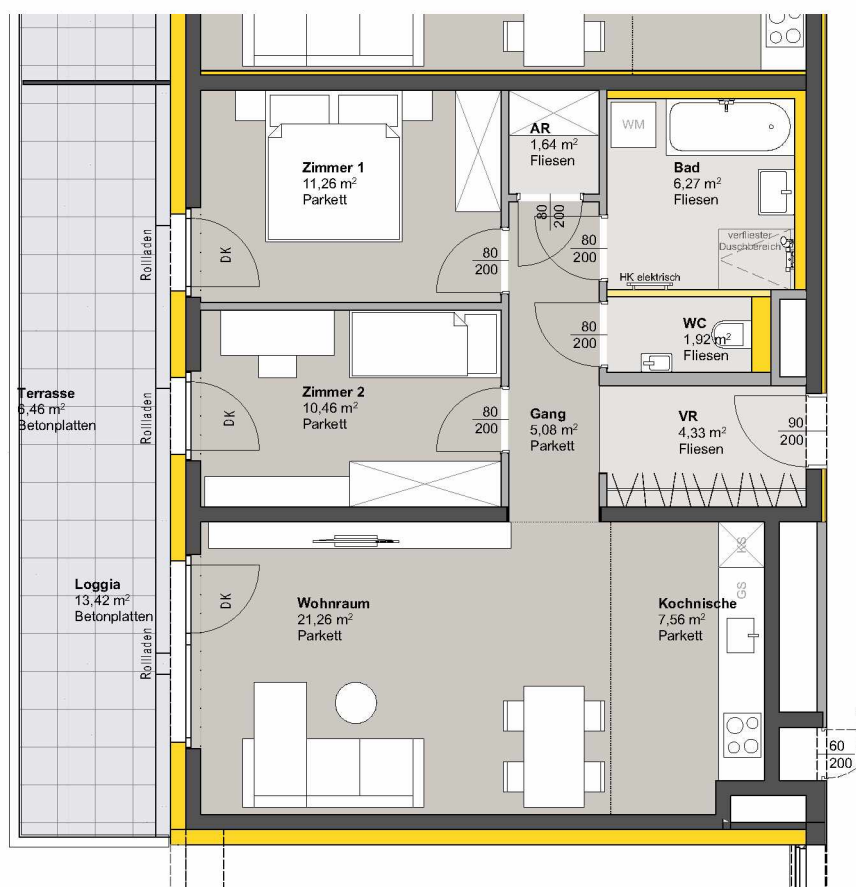 AR
1,64 m²
Fliesen
WM
Zimmer 1
11,26 m²
Parkett
Bad
6,27 m²
Fliesen
80
200
verfliester
Duschbereich
Rollladen
DK
80
200
80
200
HK elektrisch
80
200
WC
1,92 m²
Fliesen
Terrasse
6,46 m²
Betonplatten
Rollladen
DK
Zimmer 2
10,46 m²
Parkett
80
200
Gang
5,08 m²
Parkett
VR
4,33 m²
Fliesen
90
200
KS
GS
Loggia
13,42 m²
Betonplatten
Rollladen
DK
Wohnraum
21,26 m²
Parkett
Kochnische
7,56 m²
Parkett
60
200